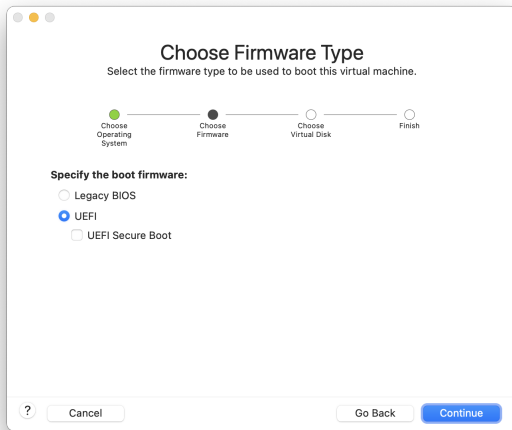 Choose Firmware Type
Select the firmware type to be used to boot this virtual machine.
Choose
Operating
System
Choose
Firmware
Choose
Virtual Disk
Finish
Specify the boot firmware:
Legacy BIOS
UEFI
UEFI Secure Boot
?
Cancel
Go Back
Continue